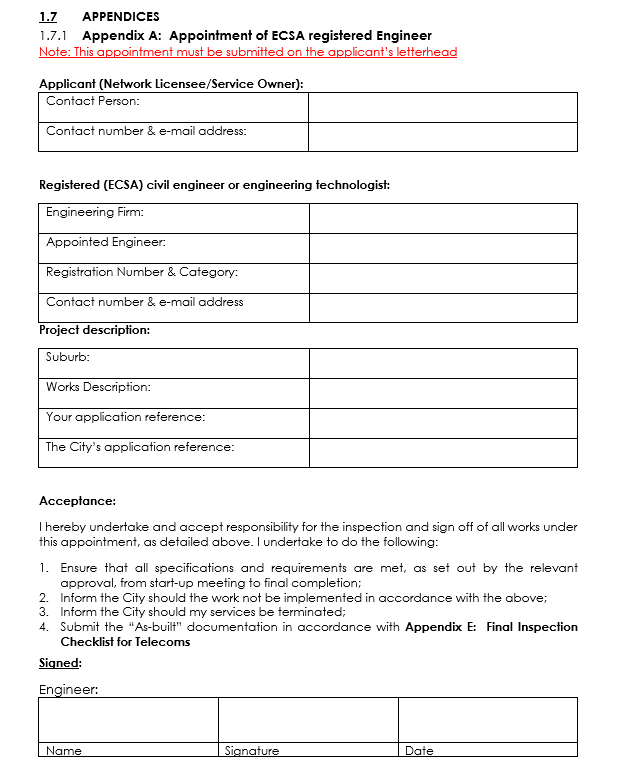 1.7 APPENDICES
1.7.1 Appendix A: Appointment of ECSA registered Engineer
Note: This appointment must be submitted on the applicant's letterhead
Applicant (Network Licensee/Service Owner):
Contact Person:
Contact number & e-mail address:
Registered (ECSA) civil engineer or engineering technologist:
Engineering Firm:
Appointed Engineer:
Registration Number & Category:
Contact number & e-mail address
Project description:
Suburb:
Works Description:
Your application reference:
The City's application reference:
Acceptance:
I hereby undertake and accept responsibility for the inspection and sign off of all works under
this appointment, as detailed above. I undertake to do the following:
1. Ensure that all specifications and requirements are met, as set out by the relevant
approval, from start-up meeting to final completion;
2. Inform the City should the work not be implemented in accordance with the above;
3. Inform the City should my services be terminated;
4. Submit the "As-built" documentation in accordance with Appendix E: Final Inspection
Checklist for Telecoms
Signed:
Engineer:
Name Signature Date